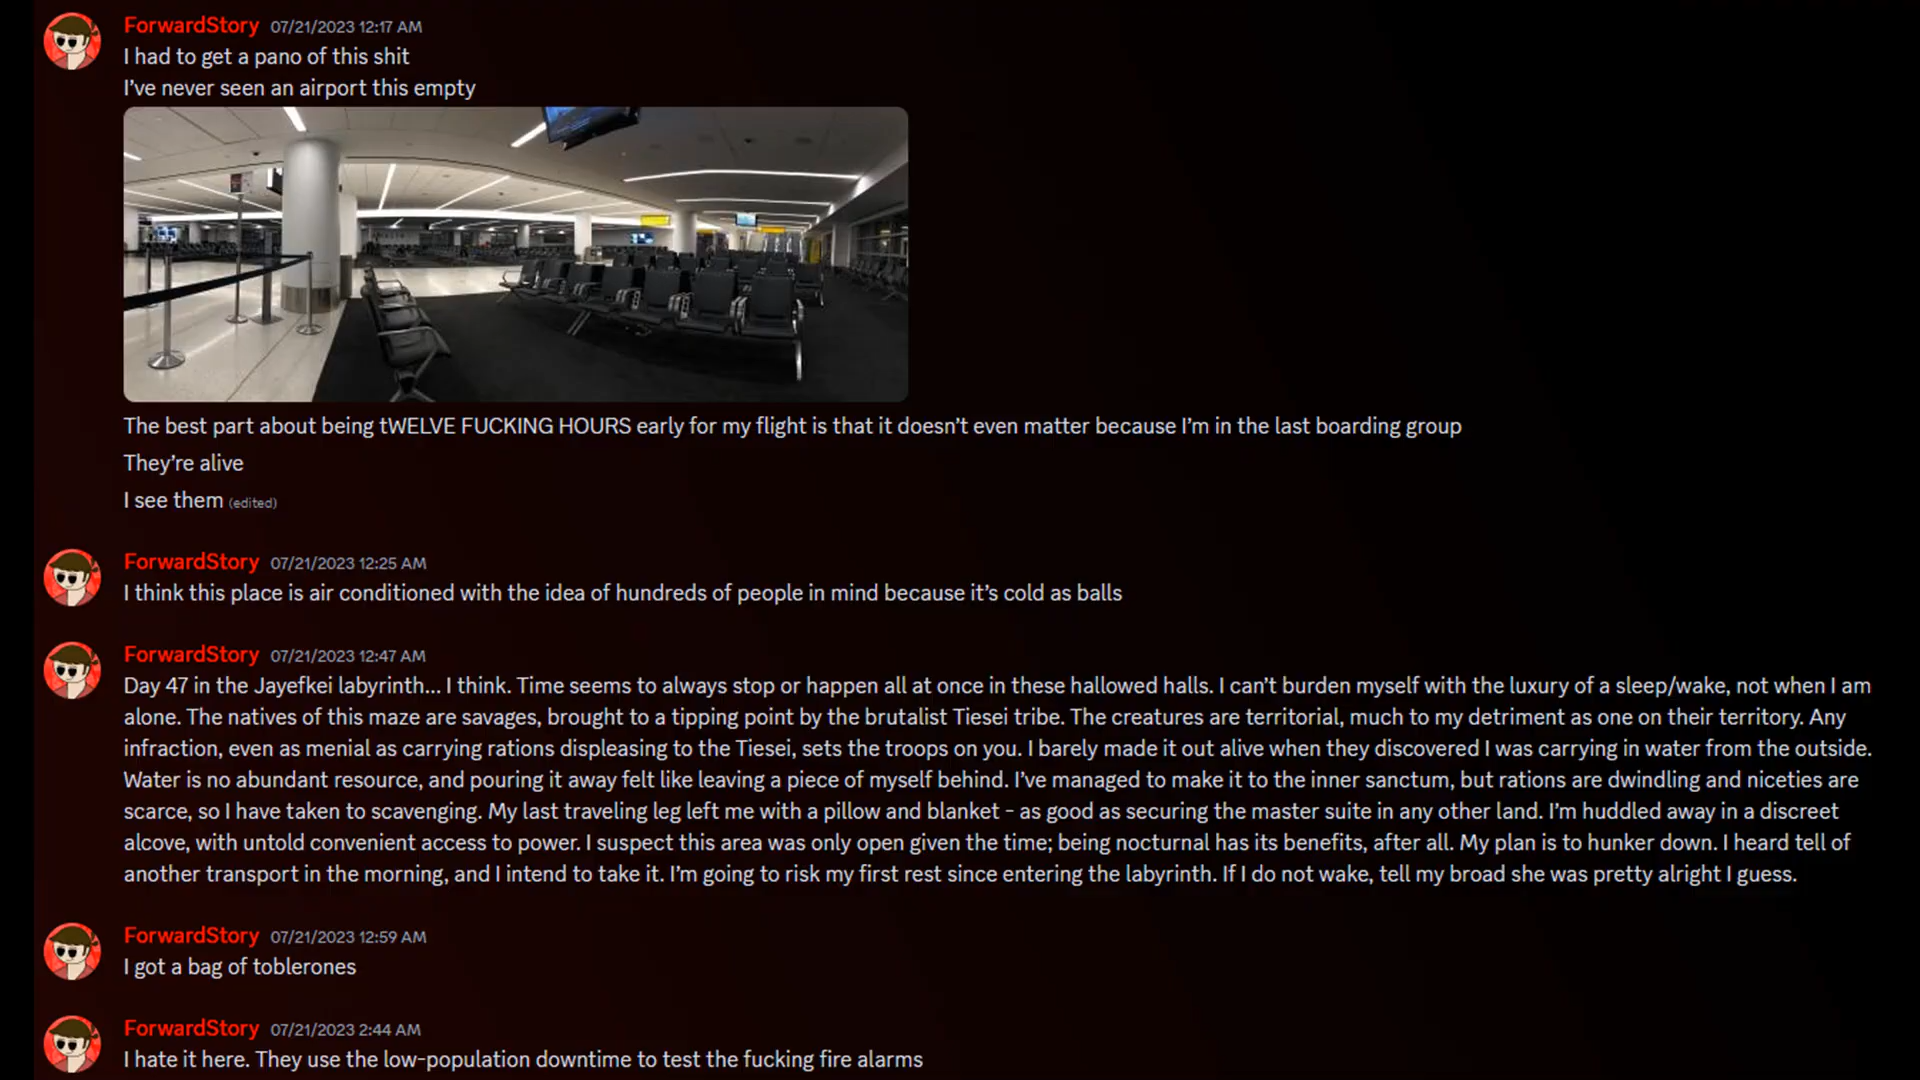 ForwardStory 07/21/2023 12:17 AM
I had to get a pano of this shit
I've never seen an airport this empty
The best part about being tWELVE FUCKING HOURS early for my flight is that it doesn't even matter because I'm in the last boarding group
They're alive
I see them (edited)
ForwardStory 07/21/2023 12:25 AM
I think this place is air conditioned with the idea of hundreds of people in mind because it's cold as balls
ForwardStory 07/21/2023 12:47 AM
Day 47 in the Jayefkei labyrinth... I think. Time seems to always stop or happen all at once in these hallowed halls. I can't burden myself with the luxury of a sleep/wake, not when I am
alone. The natives of this maze are savages, brought to a tipping point by the brutalist Tiesei tribe. The creatures are territorial, much to my detriment as one on their territory. Any
infraction, even as menial as carrying rations displeasing to the Tiesei, sets the troops on you. I barely made it out alive when they discovered I was carrying in water from the outside.
Water is no abundant resource, and pouring it away felt like leaving a piece of myself behind. I've managed to make it to the inner sanctum, but rations are dwindling and niceties are
scarce, so I have taken to scavenging. My last traveling leg left me with a pillow and blanket - as good as securing the master suite in any other land. I'm huddled away in a discreet
alcove, with untold convenient access to power. I suspect this area was only open given the time; being nocturnal has its benefits, after all. My plan is to hunker down. I heard tell of
another transport in the morning, and I intend to take it. I'm going to risk my first rest since entering the labyrinth. If I do not wake, tell my broad she was pretty alright I guess.
ForwardStory 07/21/2023 12:59 AM
I got a bag of toblerones
ForwardStory 07/21/2023 2:44 AM
I hate it here. They use the low-population downtime to test the fucking fire alarms